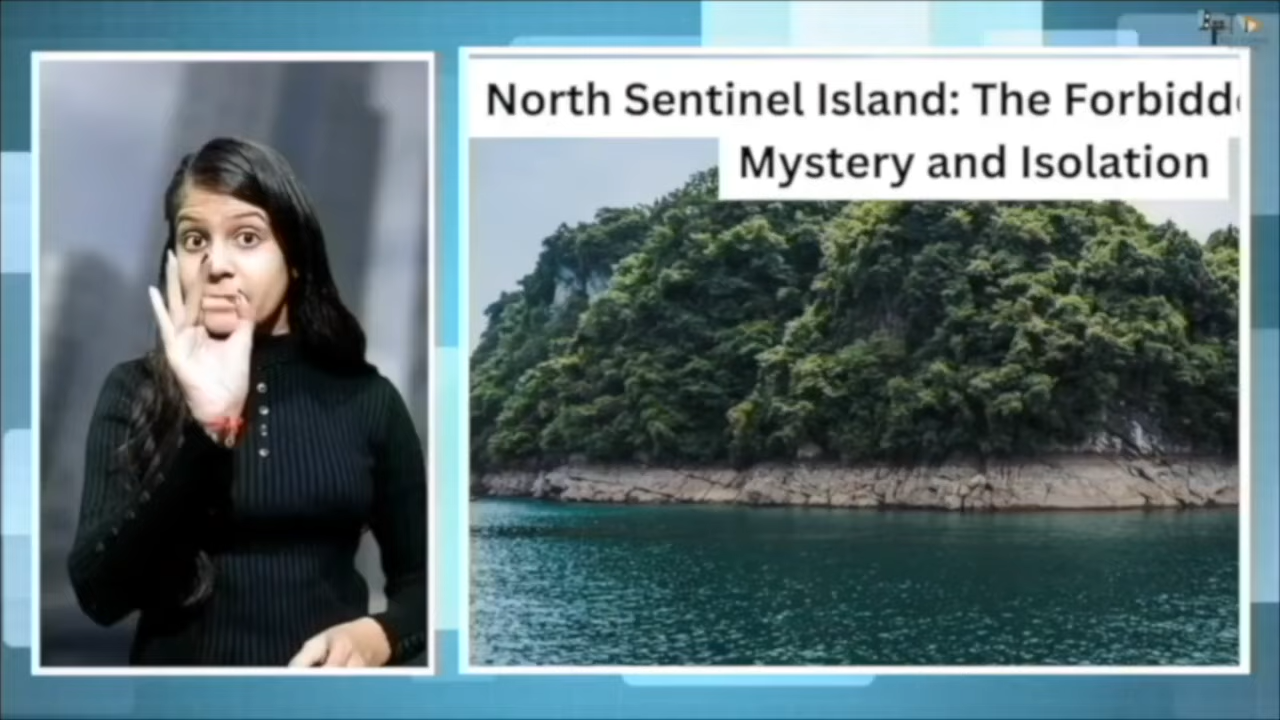 North Sentinel Island: The Forbidd
Mystery and Isolation